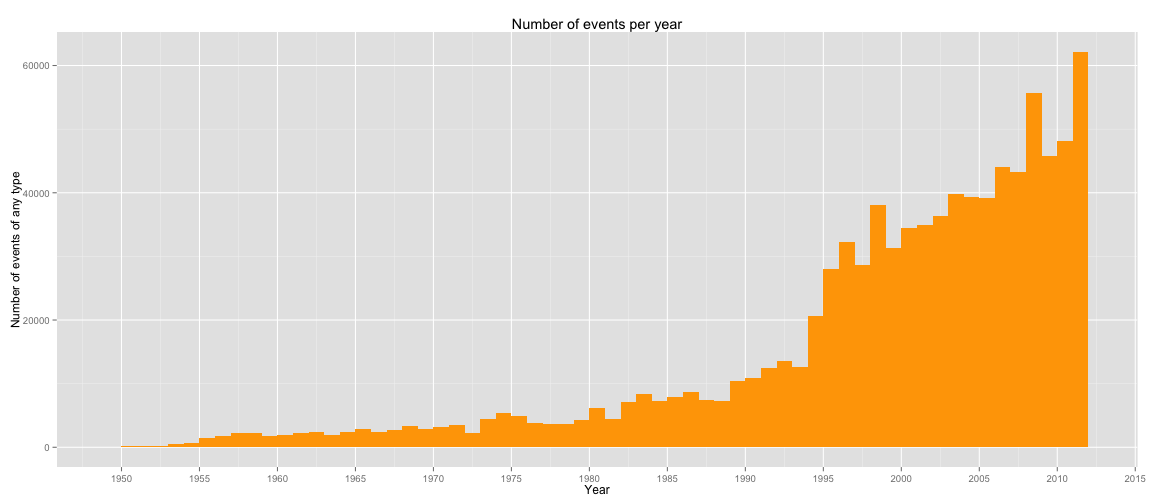 Number of events per year
Number of events of any type
60000
40000
20000
0
1950 1955 1960 1965 1970 1975 1980 1985 1990 1995 2000 2005 2010 2015
Year